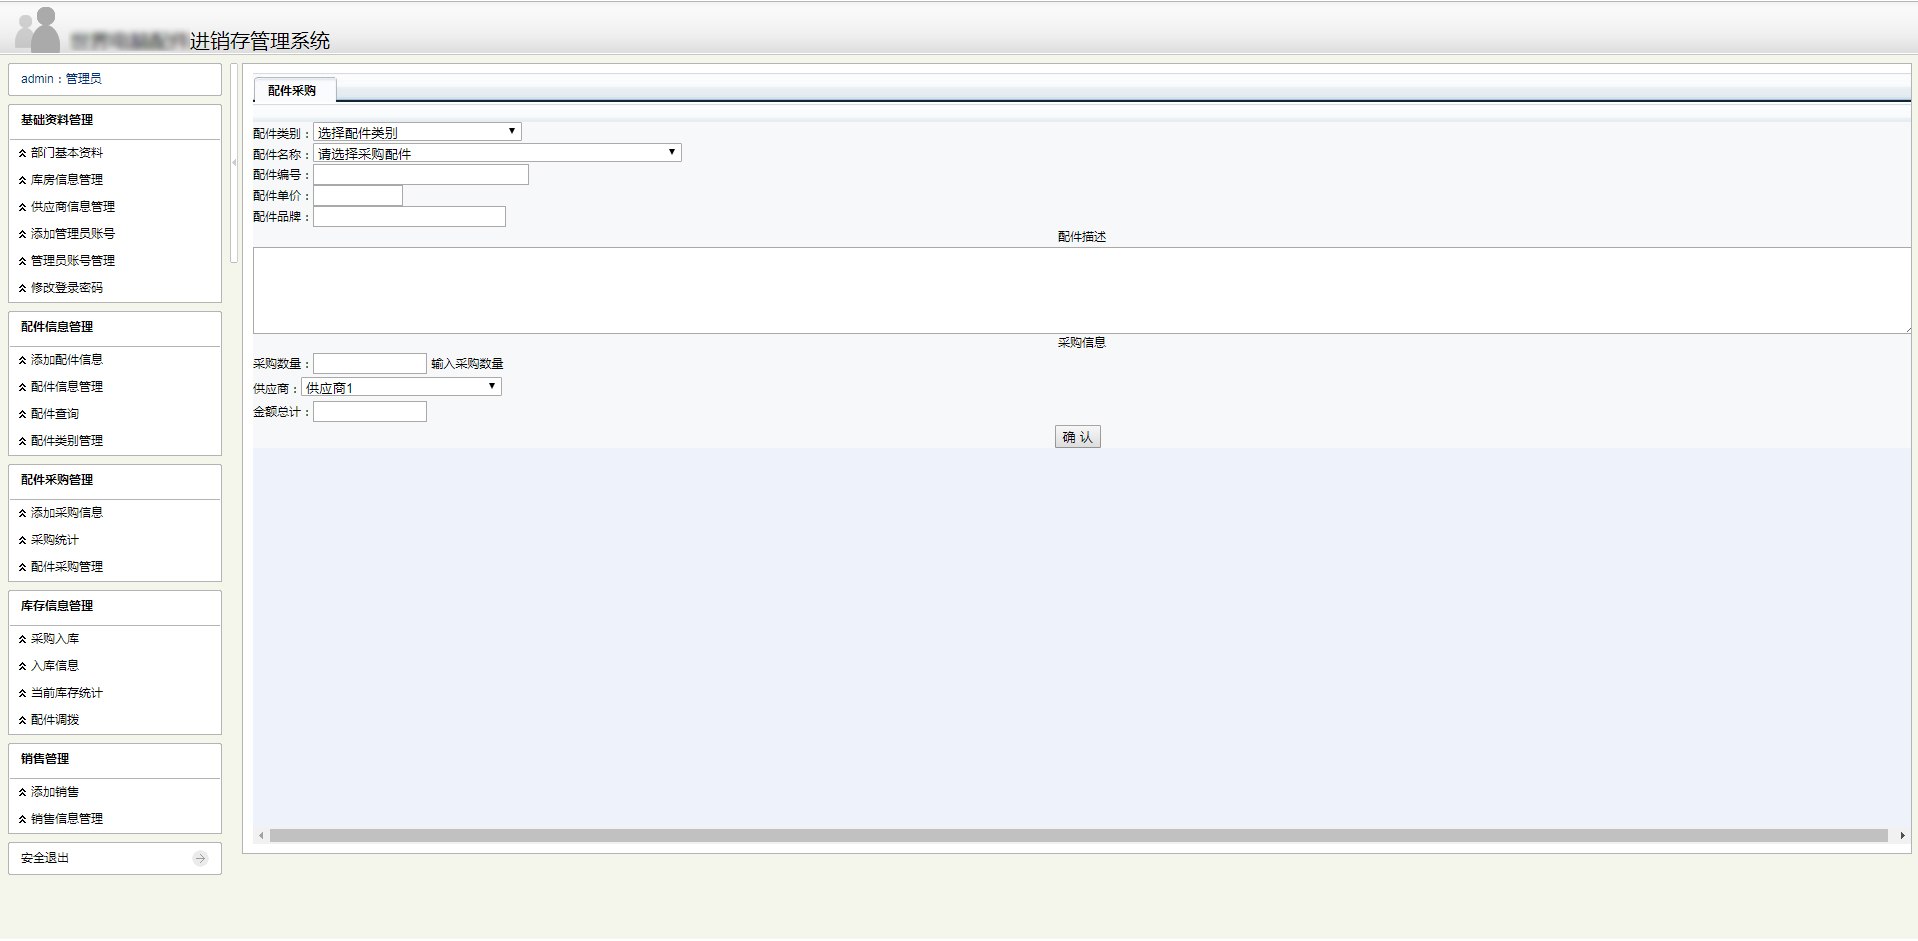 进销存管理系统
admin：管理员
基础资料管理
部门基本资料
库房信息管理
供应商信息管理
添加管理员账号
管理员账号管理
修改登录密码
配件信息管理
添加配件信息
配件信息管理
配件查询
配件类别管理
配件采购管理
添加采购信息
采购统计
配件采购管理
库存信息管理
采购入库
入库信息
当前库存统计
配件调拨
销售管理
添加销售
销售信息管理
安全退出
配件采购
配件类别：选择配件类别
配件名称：请选择采购配件
配件编号：
配件单价：
配件品牌：
配件描述
采购信息
采购数量： 输入采购数量
供应商：供应商1
金额总计：
确 认